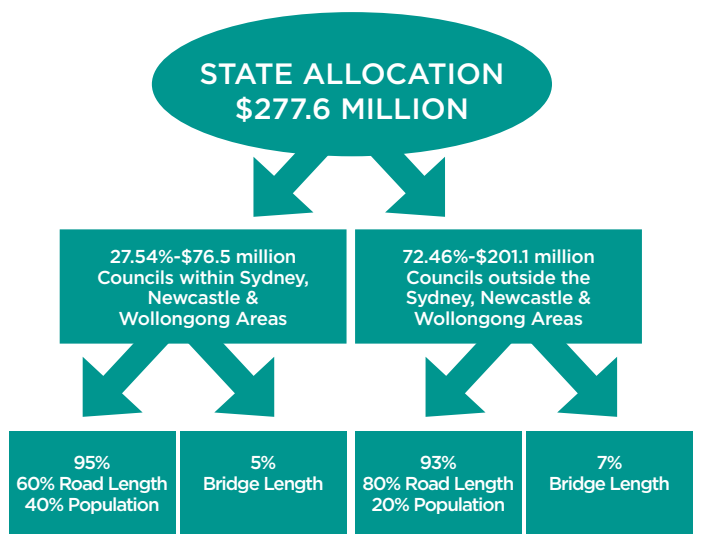 STATE ALLOCATION
$277.6 MILLION
27.54%-$76.5 million
Councils within Sydney,
Newcastle &
Wollongong Areas
72.46%-$201.1 million
Councils outside the
Sydney, Newcastle &
Wollongong Areas
95%
60% Road Length
40% Population
5%
Bridge Length
93%
80% Road Length
20% Population
7%
Bridge Length